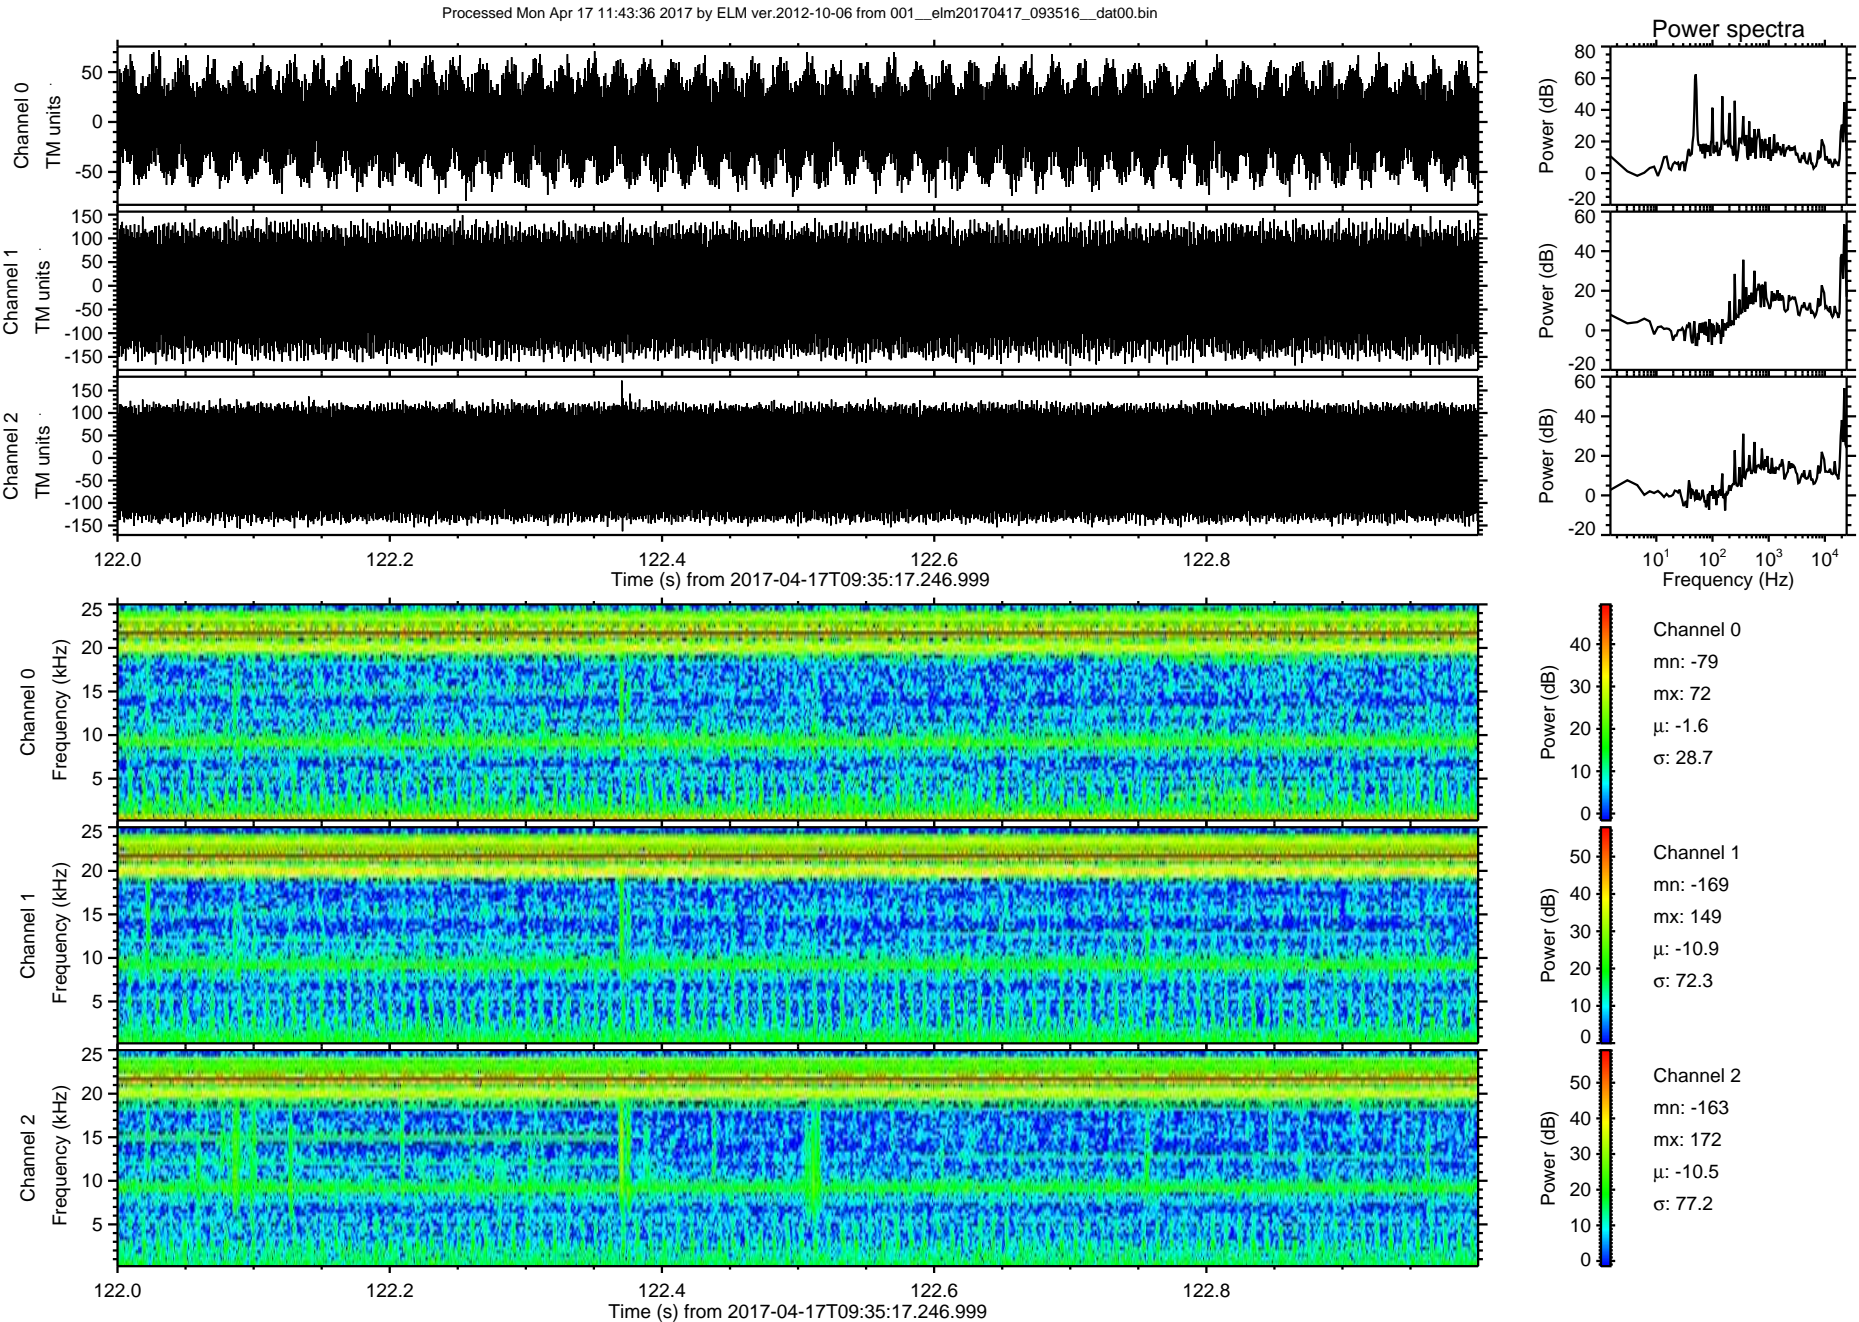 Processed Mon Apr 17 11:43:36 2017 by ELM ver.2012-10-06 from 001__elm20170417_093516__dat00.bin
Power spectra
Channel 0
TM units
50
0
-50
Power (dB)
80
60
40
20
0
-20
Channel 1
TM units
150
100
50
0
-50
-100
-150
Power (dB)
60
40
20
0
-20
Channel 2
TM units
150
100
50
0
-50
-100
-150
Power (dB)
60
40
20
0
-20
122.0 122.2 122.4 122.6 122.8
Time (s) from 2017-04-17T09:35:17.246.999
10^1 10^2 10^3 10^4
Frequency (Hz)
Channel 0
Frequency (kHz)
25
20
15
10
5
Power (dB)
40
30
20
10
0
Channel 0
mn: -79
mx: 72
µ: -1.6
σ: 28.7
Channel 1
Frequency (kHz)
25
20
15
10
5
Power (dB)
50
40
30
20
10
0
Channel 1
mn: -169
mx: 149
µ: -10.9
σ: 72.3
Channel 2
Frequency (kHz)
25
20
15
10
5
Power (dB)
50
40
30
20
10
0
Channel 2
mn: -163
mx: 172
µ: -10.5
σ: 77.2
122.0 122.2 122.4 122.6 122.8
Time (s) from 2017-04-17T09:35:17.246.999